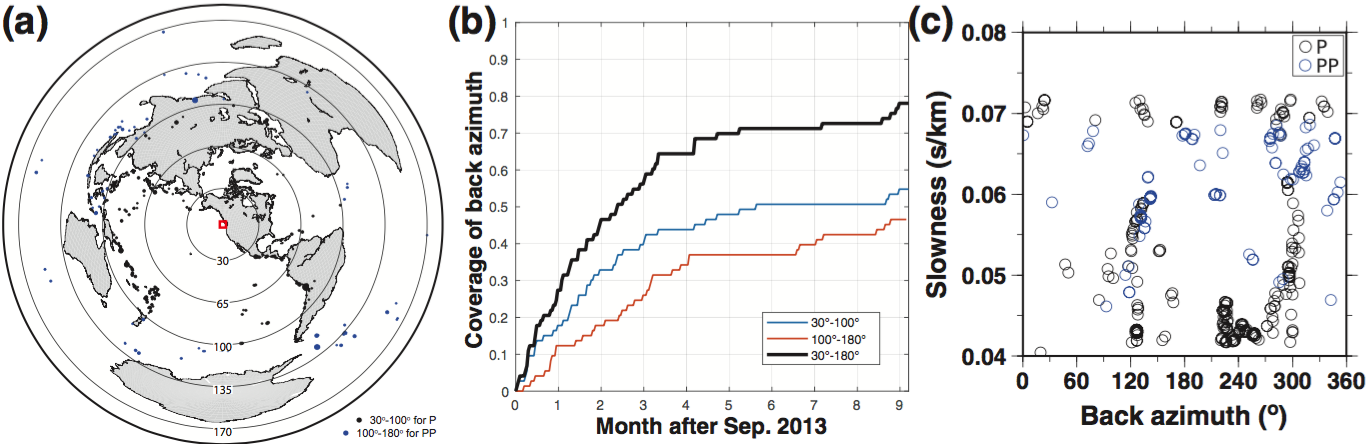 (a)
30
65
100
135
170
30°-100° for P
100°-180° for PP
(b)
Coverage of back azimuth
1
0.9
0.8
0.7
0.6
0.5
0.4
0.3
0.2
0.1
0
0 1 2 3 4 5 6 7 8 9
Month after Sep. 2013
30°-100°
100°-180°
30°-180°
(c)
Slowness (s/km)
0.08
0.07
0.06
0.05
0.04
P
PP
0 60 120 180 240 300 360
Back azimuth (°)